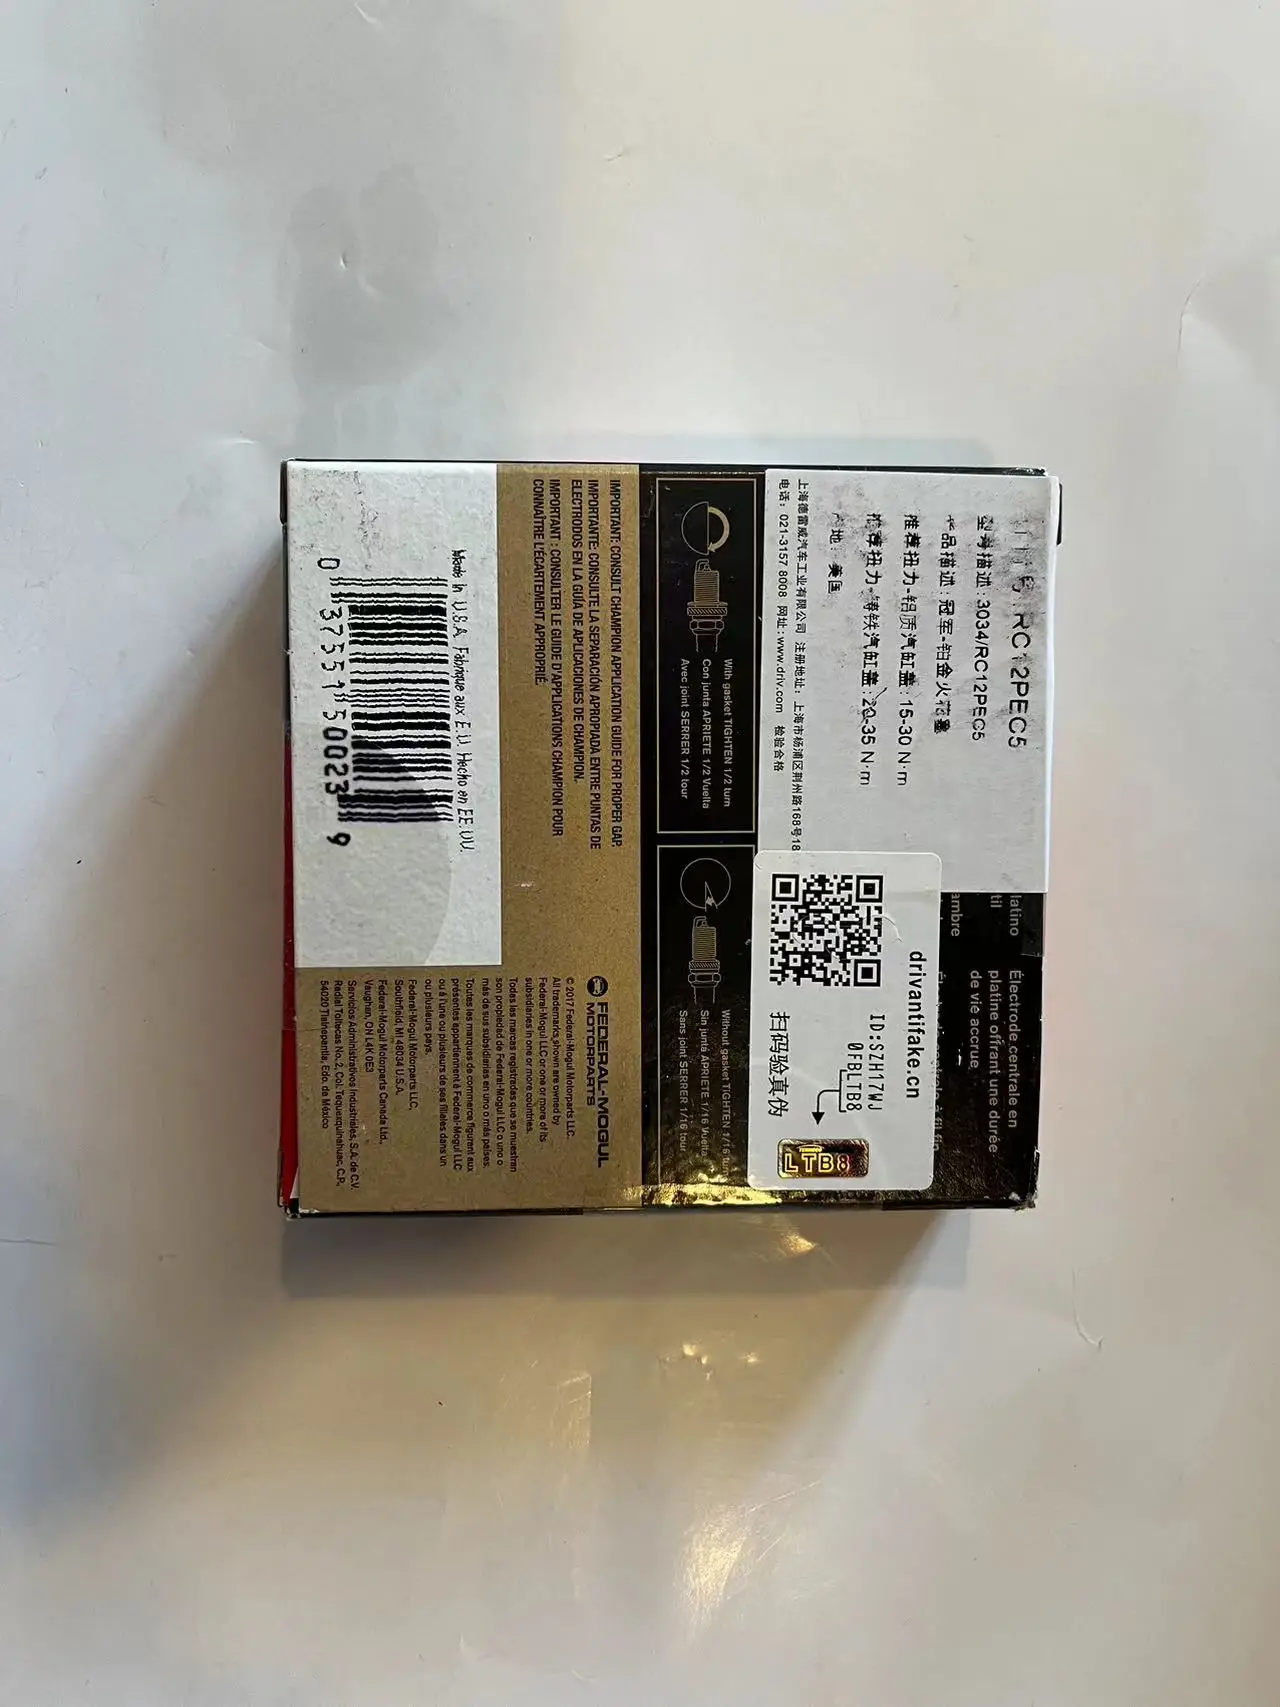 RC12PEC5
型号描述:3034/RC12PEC5
产品描述:冠军-铂金火花塞
推荐扭力-铝质汽缸盖:15-30 N·m
推荐扭力-铸铁汽缸盖:20-35 N·m
产地: 美国
上海德雷威汽车工业有限公司 注册地址: 上海市杨浦区荆州路168号18
电话: 021-3157 8008 网址:www.driv.com 检验合格
latino
til
ambre
Électrode centrale en
platine offrant une durée
de vie accrue
drivantifake.cn
ID:SZH17WJ
0FBLTB8
扫码验真伪
LTB8
With gasket TIGHTEN 1/2 turn
Con junta APRIETE 1/2 Vuelta
Avec joint SERRER 1/2 tour
Without gasket TIGHTEN 1/16 turn
Sin junta APRIETE 1/16 Vuelta
Sans joint SERRER 1/16 tour
IMPORTANT: CONSULT CHAMPION APPLICATION GUIDE FOR PROPER GAP.
IMPORTANTE: CONSULTE LA SEPARACIÓN APROPIADA ENTRE PUNTAS DE
ELECTRODOS EN LA GUÍA DE APLICACIONES DE CHAMPION.
IMPORTANT : CONSULTER LE GUIDE D'APPLICATIONS CHAMPION POUR
CONNAÎTRE L'ÉCARTEMENT APPROPRIÉ.
FEDERAL-MOGUL
MOTORPARTS
© 2017 Federal-Mogul Motorparts LLC.
All trademarks shown are owned by
Federal-Mogul LLC or one or more of its
subsidiaries in one or more countries.
Todas las marcas registradas que se muestran
son propiedad de Federal-Mogul LLC o uno o
más de sus subsidiarias en uno o más países.
Toutes les marques de commerce figurant aux
présentes appartiennent à Federal-Mogul LLC
ou à l'une ou plusieurs de ses filiales dans un
ou plusieurs pays.
Federal-Mogul Motorparts LLC,
Southfield, MI 48034 U.S.A.
Federal-Mogul Motorparts Canada Ltd.,
Vaughan, ON L4K 0E3
Servicios Administrativos Industriales, S.A. de C.V.
Radial Toltecas No. 2, Col. Tequexquinahuac, C.P.
54020 Tlalnepantla, Edo. de México
Made in U.S.A. Fabriqué aux É.U. Hecho en EE.UU.
0 37551 50023 9